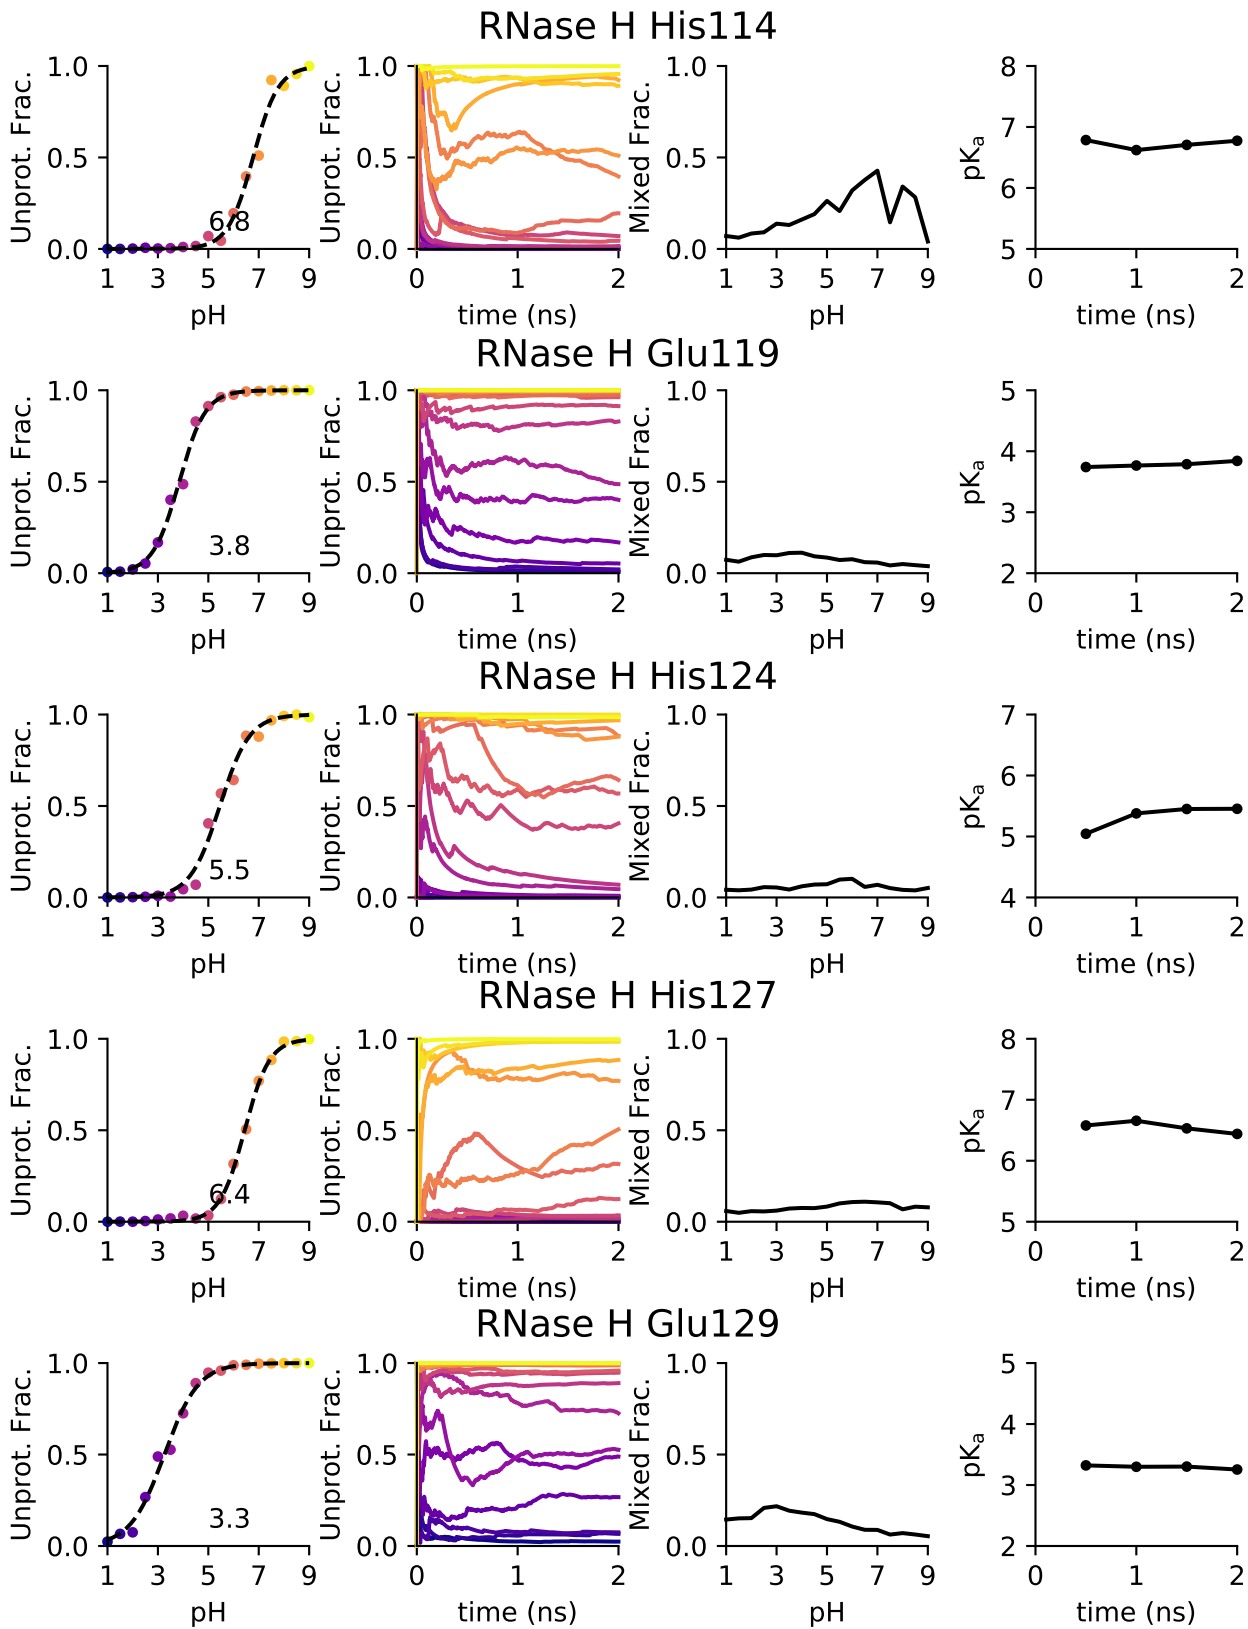 RNase H His114
Unprot. Frac.
1.0
0.5
0.0
6.8
1 3 5 7 9
pH
Unprot. Frac.
1.0
0.5
0.0
0 1 2
time (ns)
Mixed Frac.
1.0
0.5
0.0
1 3 5 7 9
pH
pKa
8
7
6
5
0 1 2
time (ns)
RNase H Glu119
Unprot. Frac.
1.0
0.5
0.0
3.8
1 3 5 7 9
pH
Unprot. Frac.
1.0
0.5
0.0
0 1 2
time (ns)
Mixed Frac.
1.0
0.5
0.0
1 3 5 7 9
pH
pKa
5
4
3
2
0 1 2
time (ns)
RNase H His124
Unprot. Frac.
1.0
0.5
0.0
5.5
1 3 5 7 9
pH
Unprot. Frac.
1.0
0.5
0.0
0 1 2
time (ns)
Mixed Frac.
1.0
0.5
0.0
1 3 5 7 9
pH
pKa
7
6
5
4
0 1 2
time (ns)
RNase H His127
Unprot. Frac.
1.0
0.5
0.0
6.4
1 3 5 7 9
pH
Unprot. Frac.
1.0
0.5
0.0
0 1 2
time (ns)
Mixed Frac.
1.0
0.5
0.0
1 3 5 7 9
pH
pKa
8
7
6
5
0 1 2
time (ns)
RNase H Glu129
Unprot. Frac.
1.0
0.5
0.0
3.3
1 3 5 7 9
pH
Unprot. Frac.
1.0
0.5
0.0
0 1 2
time (ns)
Mixed Frac.
1.0
0.5
0.0
1 3 5 7 9
pH
pKa
5
4
3
2
0 1 2
time (ns)